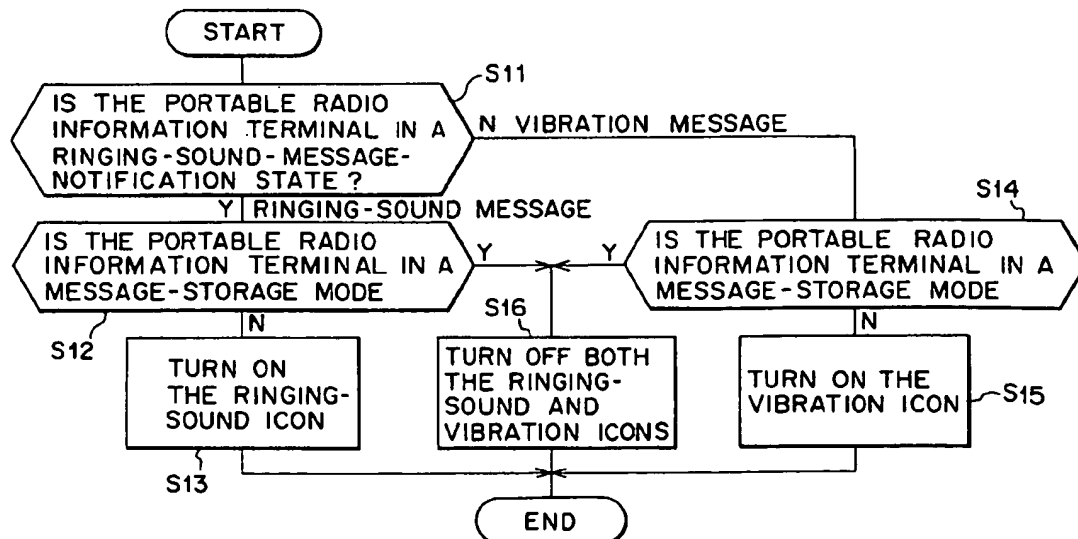 START
S11
IS THE PORTABLE RADIO
INFORMATION TERMINAL IN A
RINGING-SOUND-MESSAGE-
NOTIFICATION STATE?
N VIBRATION MESSAGE
Y RINGING-SOUND MESSAGE
S14
IS THE PORTABLE RADIO
INFORMATION TERMINAL IN A
MESSAGE-STORAGE MODE
Y
Y
IS THE PORTABLE RADIO
INFORMATION TERMINAL IN A
MESSAGE-STORAGE MODE
S12
N
S16
N
TURN ON
THE RINGING-
SOUND ICON
S13
TURN OFF BOTH
THE RINGING-
SOUND AND
VIBRATION ICONS
TURN ON THE
VIBRATION ICON
S15
END